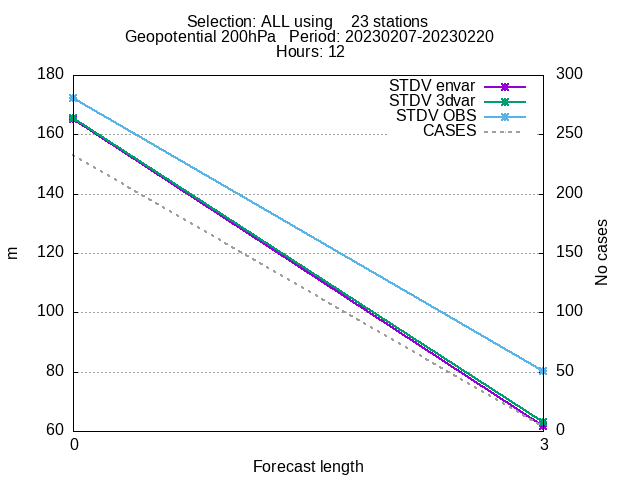 Selection: ALL using    23 stations
Geopotential 200hPa   Period: 20230207-20230220
Hours: 12
180
160
140
120
100
80
60
300
250
200
150
100
50
0
STDV envar
STDV 3dvar
STDV OBS
CASES
m
No cases
0
3
Forecast length